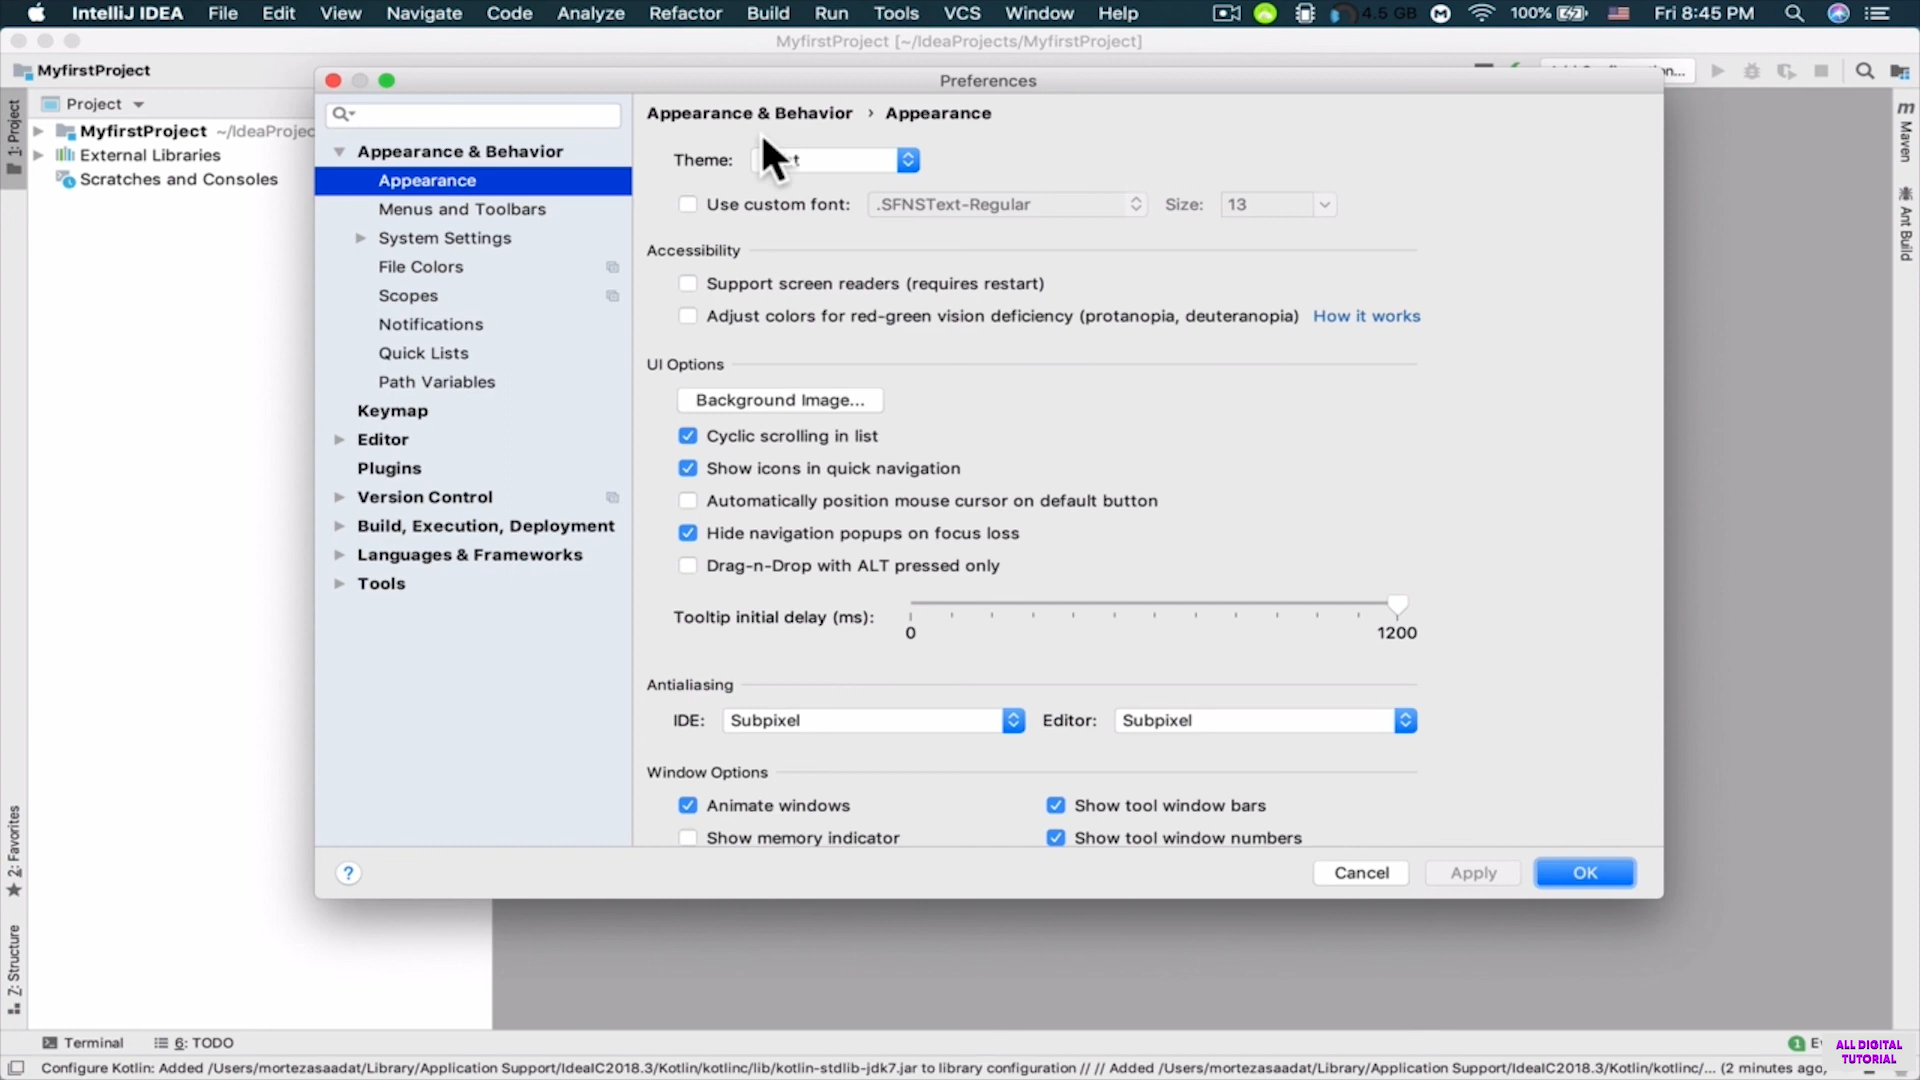 IntelliJ IDEA File Edit View Navigate Code Analyze Refactor Build Run Tools VCS Window Help 4.5 GB 100% Fri 8:45 PM
MyfirstProject [~/IdeaProjects/MyfirstProject]
MyfirstProject
Preferences
1: Project
Project
MyfirstProject ~/IdeaProjec
External Libraries
Scratches and Consoles
2: Favorites
Z: Structure
Appearance & Behavior
Appearance
Menus and Toolbars
System Settings
File Colors
Scopes
Notifications
Quick Lists
Path Variables
Keymap
Editor
Plugins
Version Control
Build, Execution, Deployment
Languages & Frameworks
Tools
Appearance & Behavior › Appearance
Theme:
Use custom font: .SFNSText-Regular Size: 13
Accessibility
Support screen readers (requires restart)
Adjust colors for red-green vision deficiency (protanopia, deuteranopia) How it works
UI Options
Background Image...
Cyclic scrolling in list
Show icons in quick navigation
Automatically position mouse cursor on default button
Hide navigation popups on focus loss
Drag-n-Drop with ALT pressed only
Tooltip initial delay (ms):
0 1200
Antialiasing
IDE: Subpixel Editor: Subpixel
Window Options
Animate windows Show tool window bars
Show memory indicator Show tool window numbers
? Cancel Apply OK
m Maven
Ant Build
Terminal 6: TODO 1 E
Configure Kotlin: Added /Users/mortezasaadat/Library/Application Support/IdeaIC2018.3/Kotlin/kotlinc/lib/kotlin-stdlib-jdk7.jar to library configuration // // Added /Users/mortezasaadat/Library/Application Support/IdeaIC2018.3/Kotlin/kotlinc/... (2 minutes ago)
ALL DIGITAL
TUTORIAL